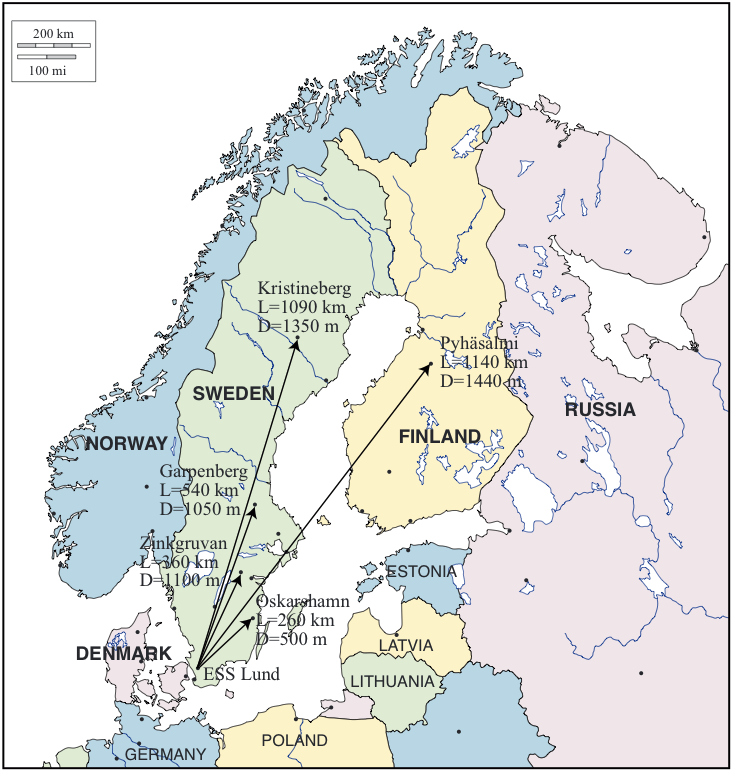 200 km
100 mi
Kristineberg
L=1090 km
D=1350 m
Pyhäsalmi
L=1140 km
D=1440 m
SWEDEN
RUSSIA
NORWAY
FINLAND
Garpenberg
L=540 km
D=1050 m
Zinkgruvan
L=360 km
D=1100 m
ESTONIA
Oskarshamn
L=260 km
D=500 m
LATVIA
DENMARK
ESS Lund
LITHUANIA
POLAND
GERMANY